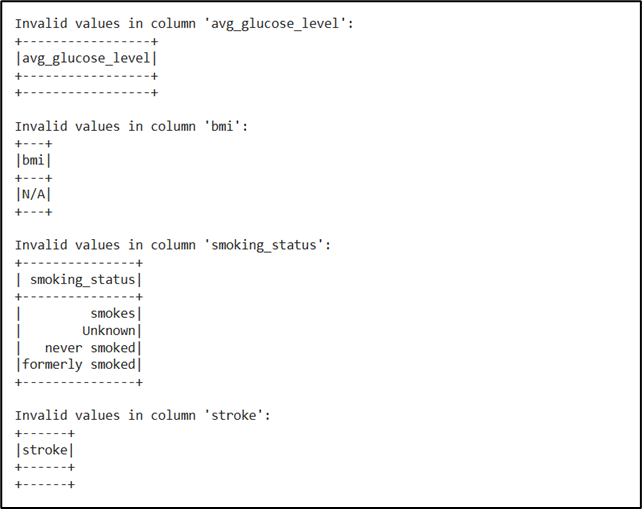 Invalid values in column 'avg_glucose_level':
+-----------------+
|avg_glucose_level|
+-----------------+
+-----------------+
Invalid values in column 'bmi':
+---+
|bmi|
+---+
|N/A|
+---+
Invalid values in column 'smoking_status':
+---------------+
| smoking_status|
+---------------+
|         smokes|
|        Unknown|
|   never smoked|
|formerly smoked|
+---------------+
Invalid values in column 'stroke':
+------+
|stroke|
+------+
+------+